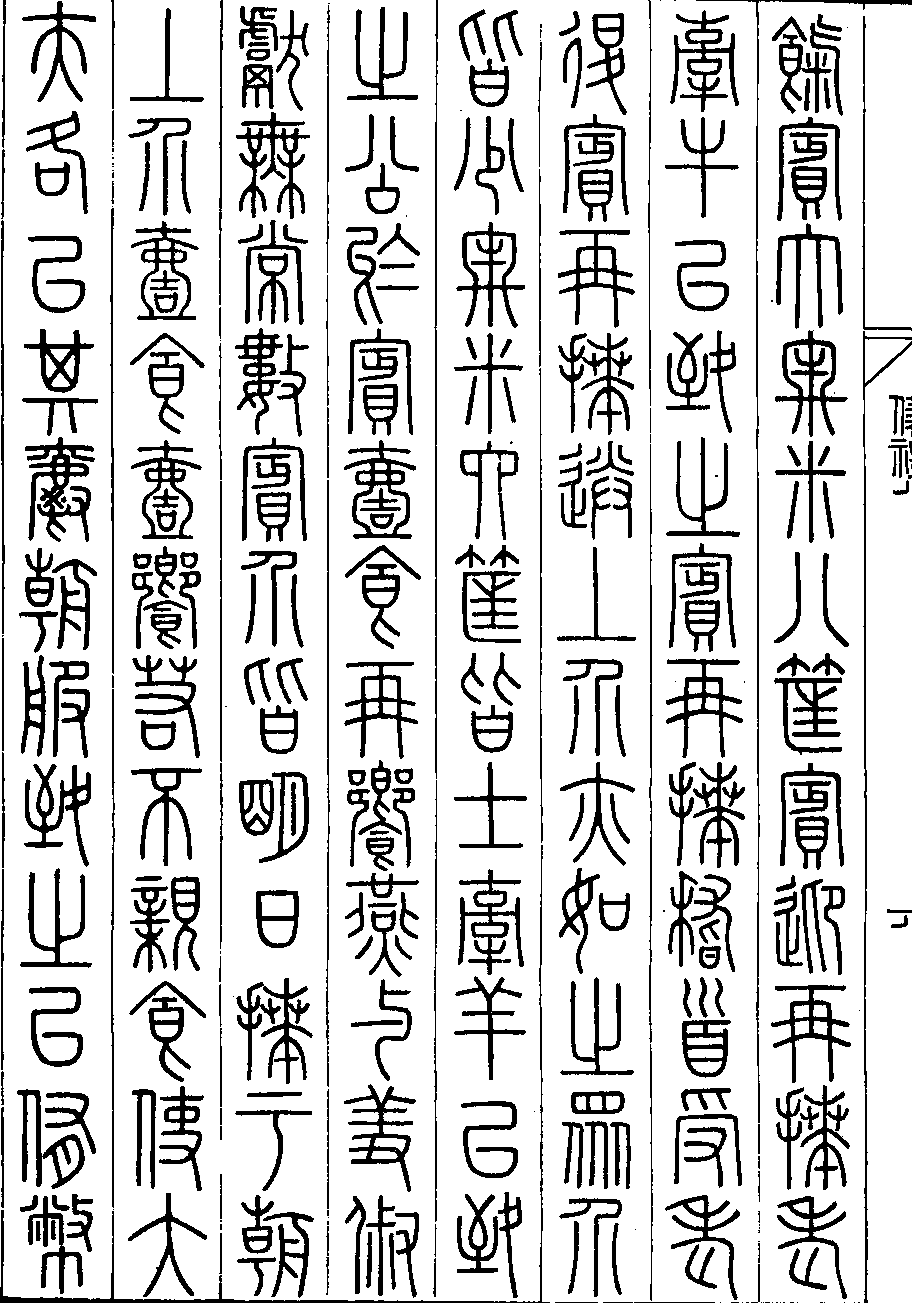 餼賓大牢米八筐賓迎再拜老
牽牛以致之賓再拜稽首受老
退賓再拜送上介亦如之眾介
皆少牢米六筐皆士牽羊以致
之公於賓壹食再饗燕與羞俶
獻無常數賓介皆明日拜于朝
上介壹食壹饗若不親食使大
夫各以其爵朝服致之以侑幣